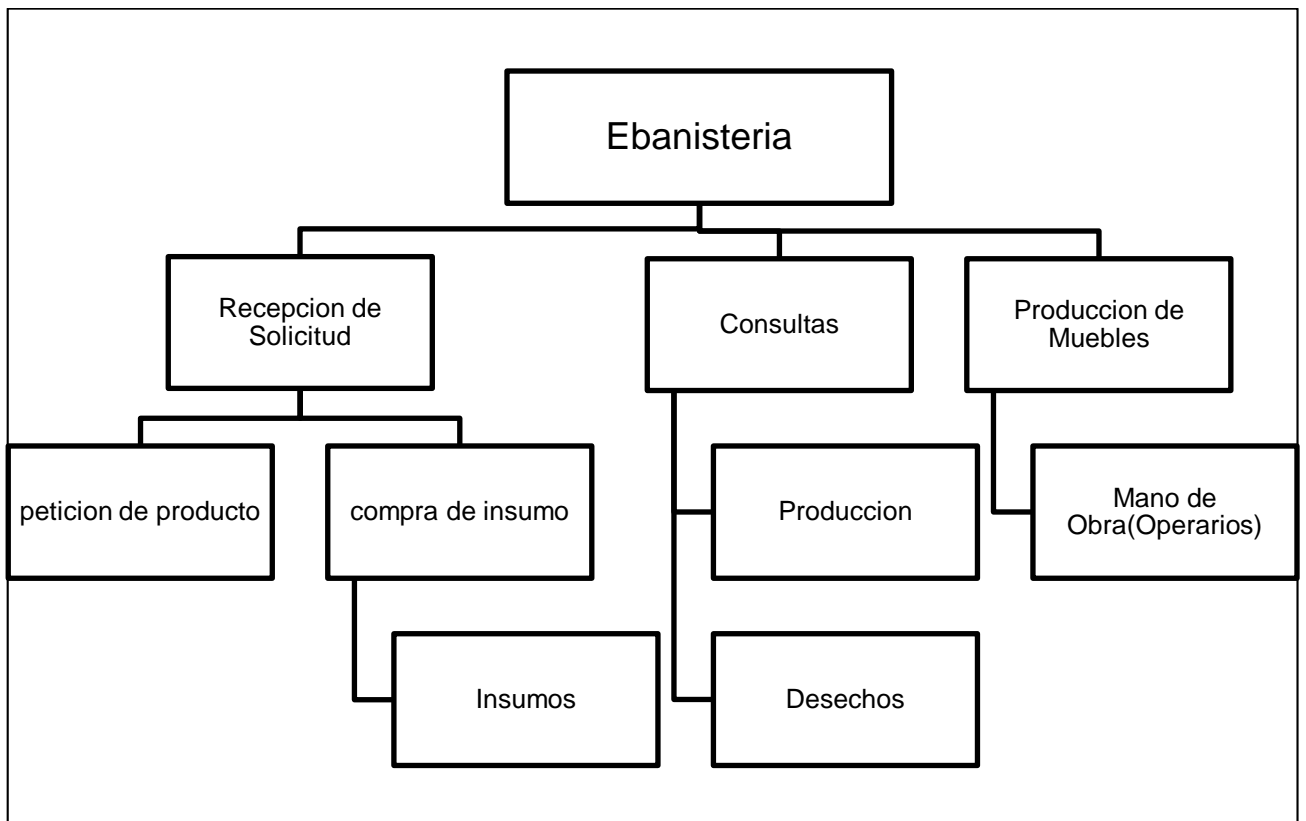 Ebanisteria
Recepcion de
Solicitud
Consultas
Produccion de
Muebles
peticion de producto
compra de insumo
Produccion
Mano de
Obra(Operarios)
Insumos
Desechos